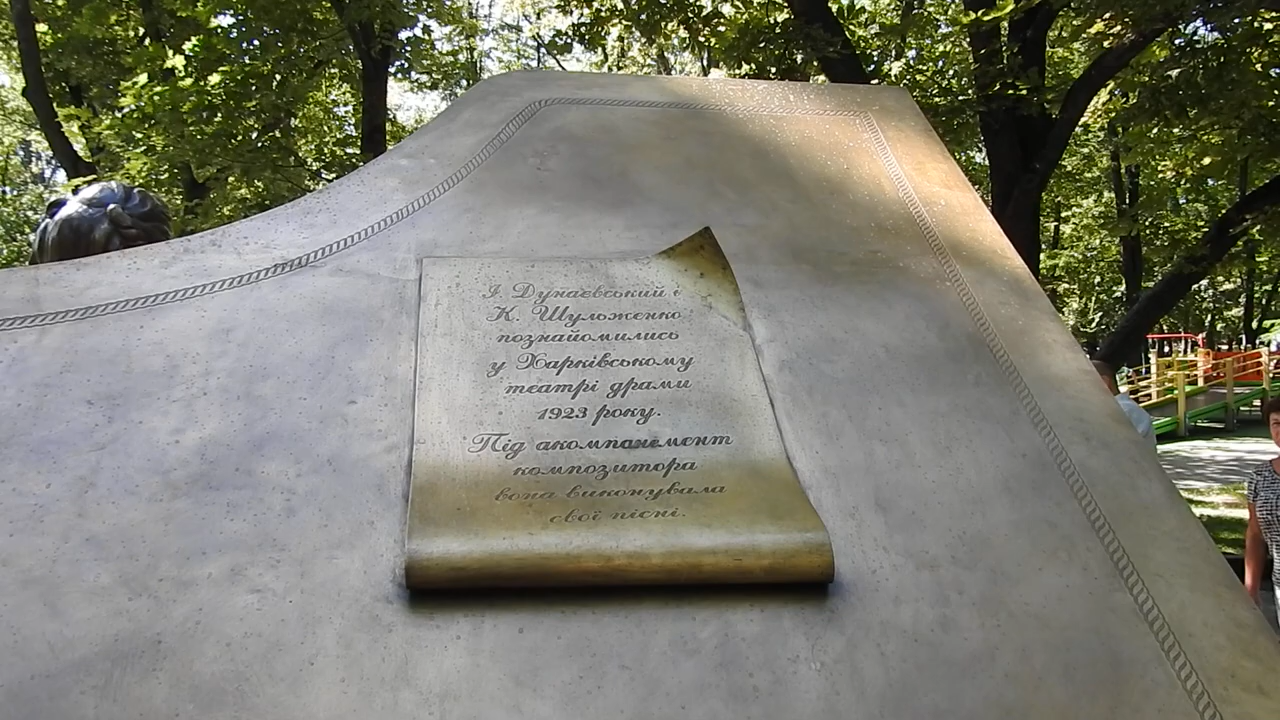 І. Дунаєвський і
К. Шульженко
познайомились
у Харківському
театрі драми
1923 року.
Під акомпанемент
композитора
вона виконувала
свої пісні.